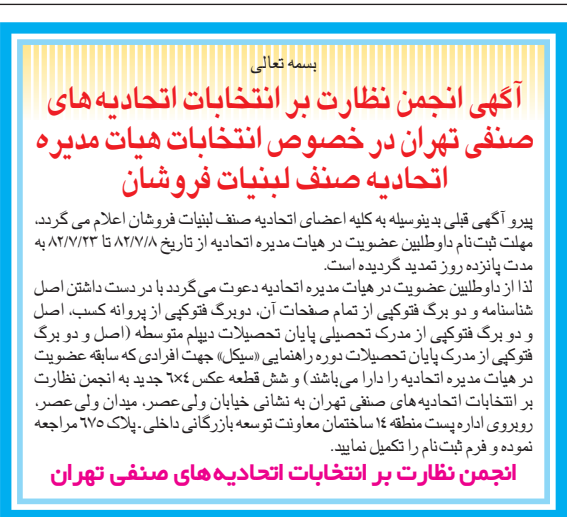 بسمه تعالی
آگهی انجمن نظارت بر انتخابات اتحادیه های
صنفی تهران در خصوص انتخابات هیات مدیره
اتحادیه صنف لبنیات فروشان
پیرو آگهی قبلی بدینوسیله به کلیه اعضای اتحادیه صنف لبنیات فروشان اعلام می گردد،
مهلت ثبت نام داوطلبین عضویت در هیات مدیره اتحادیه از تاریخ ۸۲/۷/۸ تا ۸۲/۷/۲۳ به
مدت پانزده روز تمدید گردیده است.
لذا از داوطلبین عضویت در هیات مدیره اتحادیه دعوت می گردد با در دست داشتن اصل
شناسنامه و دو برگ فتوکپی از تمام صفحات آن، دوبرگ فتوکپی از پروانه کسب، اصل
و دو برگ فتوکپی از مدرک تحصیلی پایان تحصیلات دیپلم متوسطه (اصل و دو برگ
فتوکپی از مدرک پایان تحصیلات دوره راهنمایی «سیکل» جهت افرادی که سابقه عضویت
در هیات مدیره اتحادیه را دارا می باشند) و شش قطعه عکس ۴×۶ جدید به انجمن نظارت
بر انتخابات اتحادیه های صنفی تهران به نشانی خیابان ولی عصر، میدان ولی عصر،
روبروی اداره پست منطقه ۱۴ ساختمان معاونت توسعه بازرگانی داخلی . پلاک ۶۷۵ مراجعه
نموده و فرم ثبت نام را تکمیل نمایید.
انجمن نظارت بر انتخابات اتحادیه های صنفی تهران